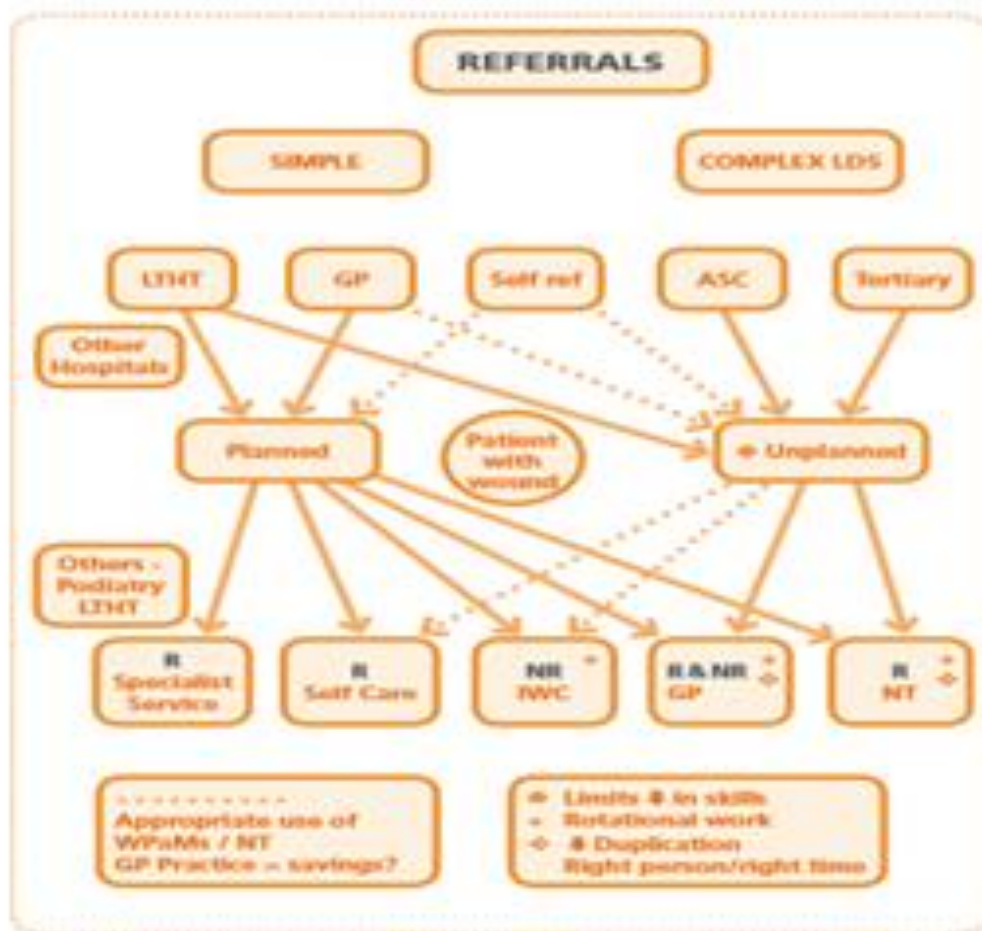 REFERRALS
SIMPLE
COMPLEX LDS
LTHT
GP
Self ref
ASC
Tertiary
Other
Hospitals
Planned
Patient
with
wound
Unplanned
Others -
Podiatry
LTHT
R
Specialist
Service
R
Self Care
NR
IWC
R & NR
GP
R
NT
Appropriate use of
WPaMs / NT
GP Practice – savings?
Limits in skills
Rotational work
Duplication
Right person/right time